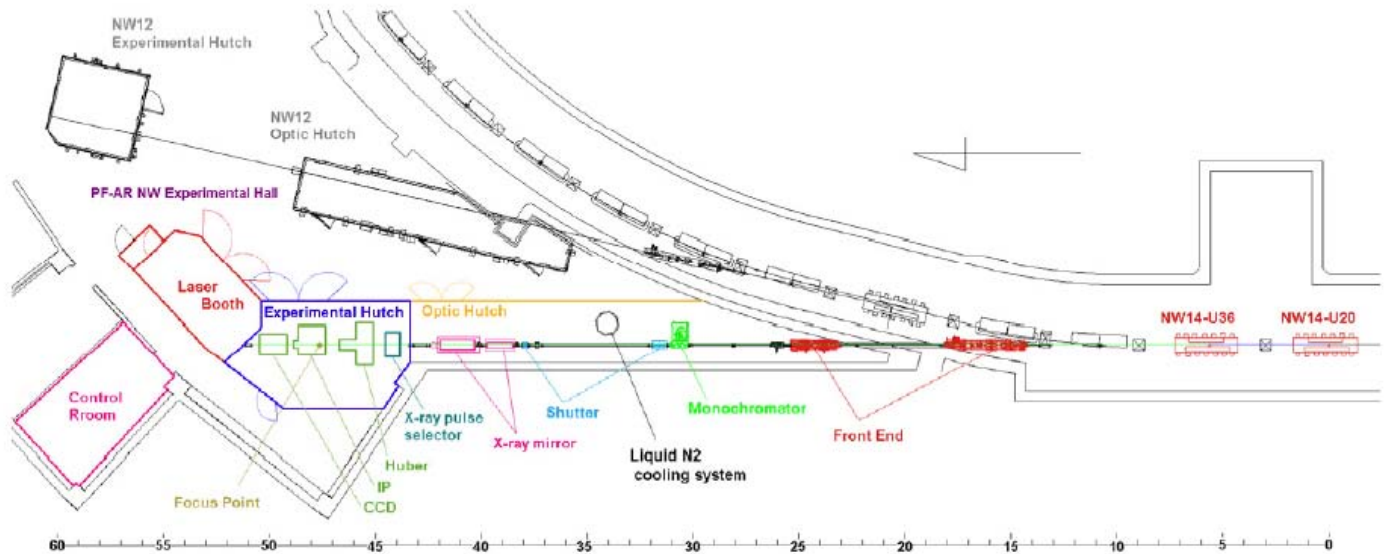 NW12
Experimental Hutch
NW12
Optic Hutch
PF-AR NW Experimental Hall
Laser
Booth
Experimental Hutch
Optic Hutch
NW14-U36
NW14-U20
Control
Rroom
X-ray pulse
selector
X-ray mirror
Shutter
Monochromator
Front End
Huber
Liquid N2
cooling system
IP
Focus Point
CCD
60 55 50 45 40 35 30 25 20 15 10 5 0